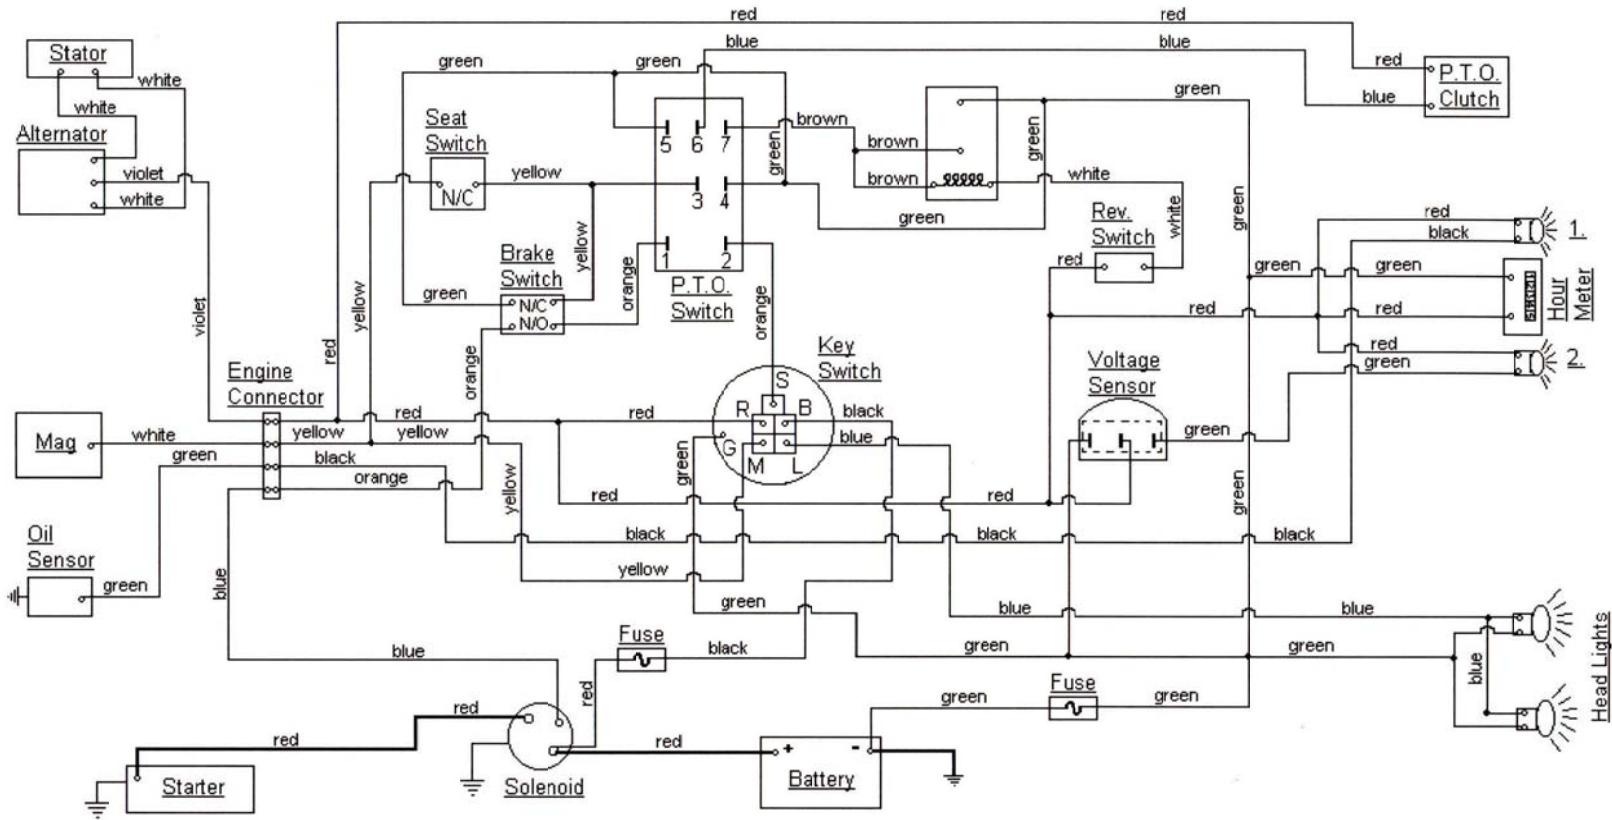 red red
blue blue
Stator
white
green green
red P.T.O.
blue Clutch
white
Alternator
Seat
Switch
green
brown
5 6 7
brown
green
green
violet
white
N/C
yellow
3 4
brown
white
green
green
Rev.
Switch
white
red
black
1.
Brake
Switch
yellow
orange
1 2
P.T.O.
Switch
red
green green
Hour
Meter
green
N/C
N/O
violet
yellow
red
orange
red red
Key
Switch
Voltage
Sensor
red
green
2.
Engine
Connector
orange
S
R B
G
M L
red
red
black
blue
green
Mag
white
yellow yellow
green
black
orange
green
yellow
red
red
green
Oil
Sensor
black
black
black
green
blue
yellow
green
blue
blue
Fuse
blue
black
green
green
blue
Head Lights
red
Fuse
green
green
red
red
red
+ -
Battery
Starter
Solenoid